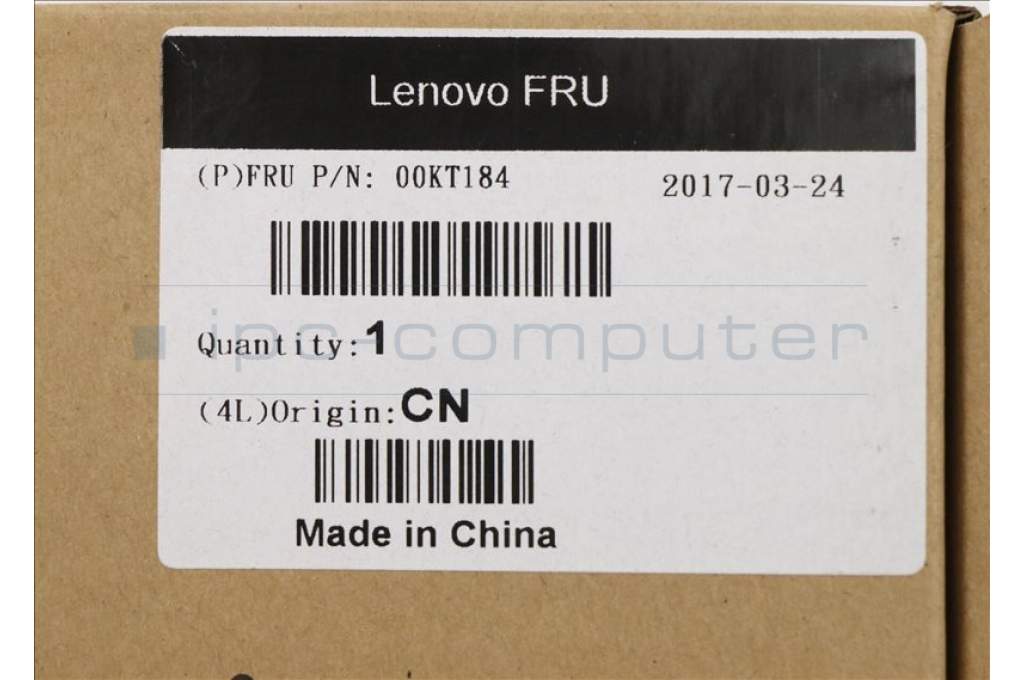 Lenovo FRU
(P)FRU P/N: 00KT184
2017-03-24
ipc-computer
Quantity:1
(4L)Origin:CN
Made in China